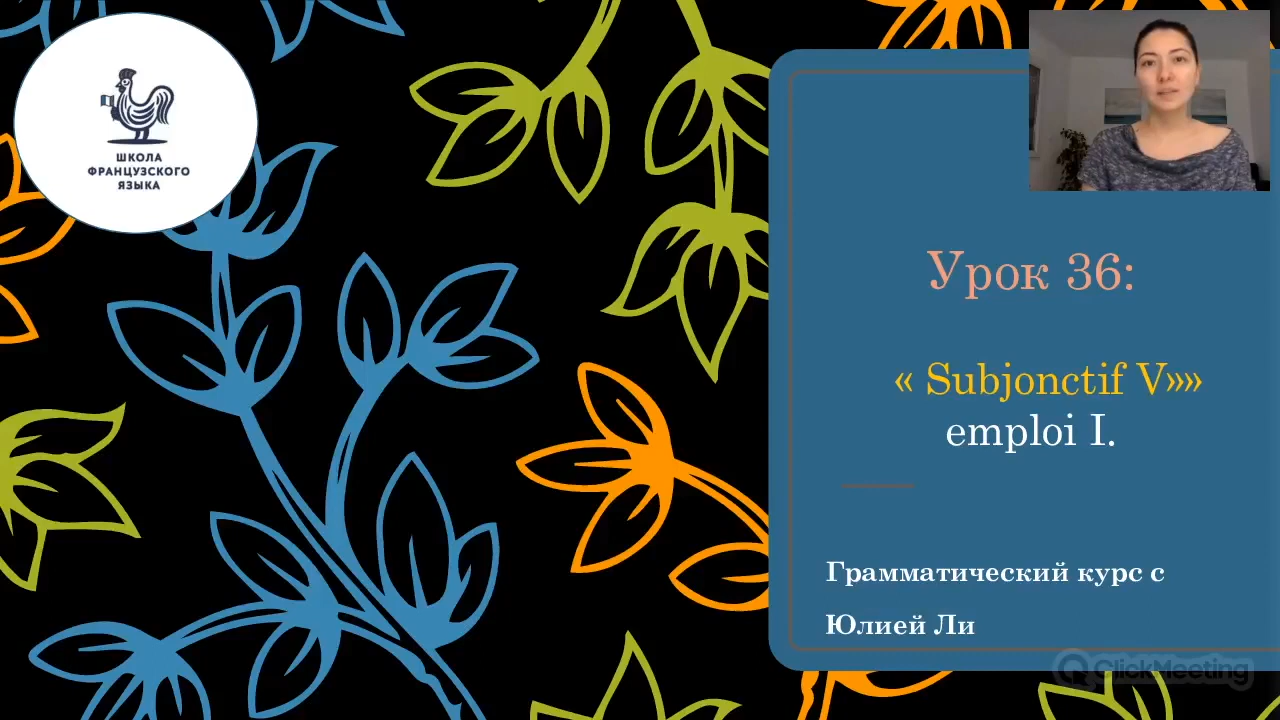 ШКОЛА
ФРАНЦУЗСКОГО
ЯЗЫКА
Урок 36:
« Subjonctif V»»
emploi I.
Грамматический курс с
Юлией Ли
ClickMeeting